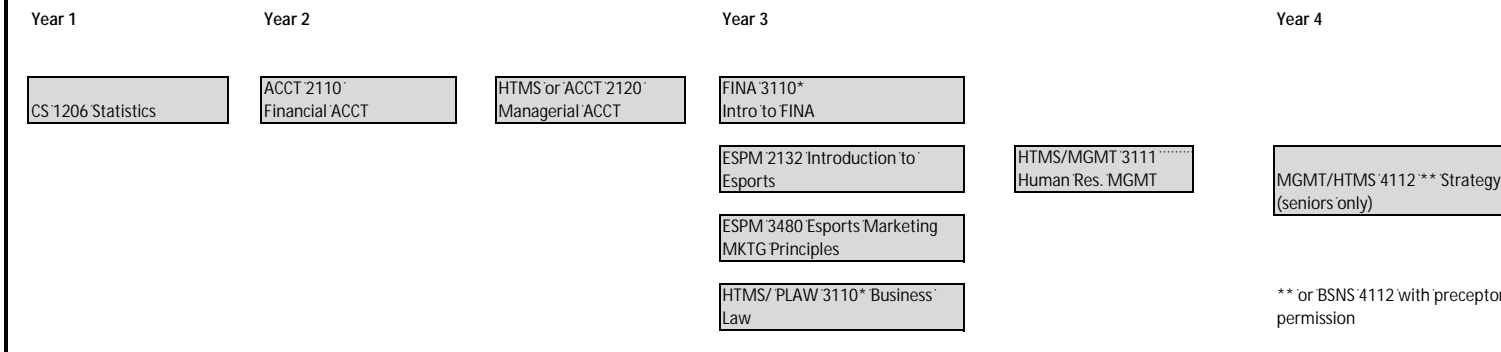 Year 1
Year 2
Year 3
Year 4
CS 1206 Statistics
ACCT 2110
Financial ACCT
HTMS or ACCT 2120
Managerial ACCT
FINA 3110*
Intro to FINA
ESPM 2132 Introduction to
Esports
HTMS/MGMT 3111
Human Res. MGMT
MGMT/HTMS 4112 ** Strategy
(seniors only)
ESPM 3480 Esports Marketing
MKTG Principles
HTMS/ PLAW 3110* Business
Law
** or BSNS 4112 with preceptor
permission